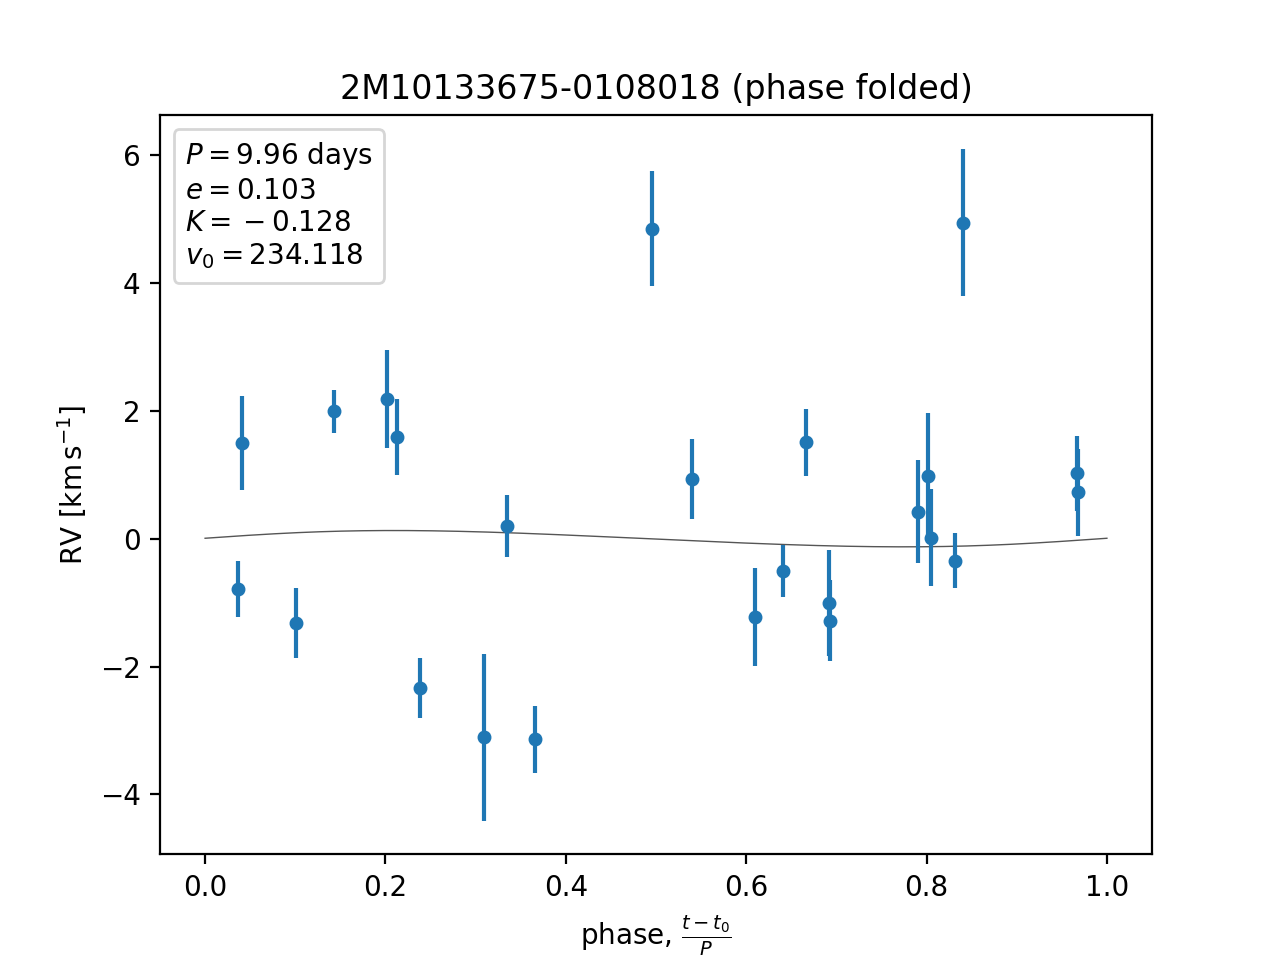 2M10133675-0108018 (phase folded)
P = 9.96 days
e = 0.103
K = −0.128
v₀ = 234.118
6
4
2
0
−2
−4
RV [km s⁻¹]
0.0 0.2 0.4 0.6 0.8 1.0
phase, (t − t₀)/P